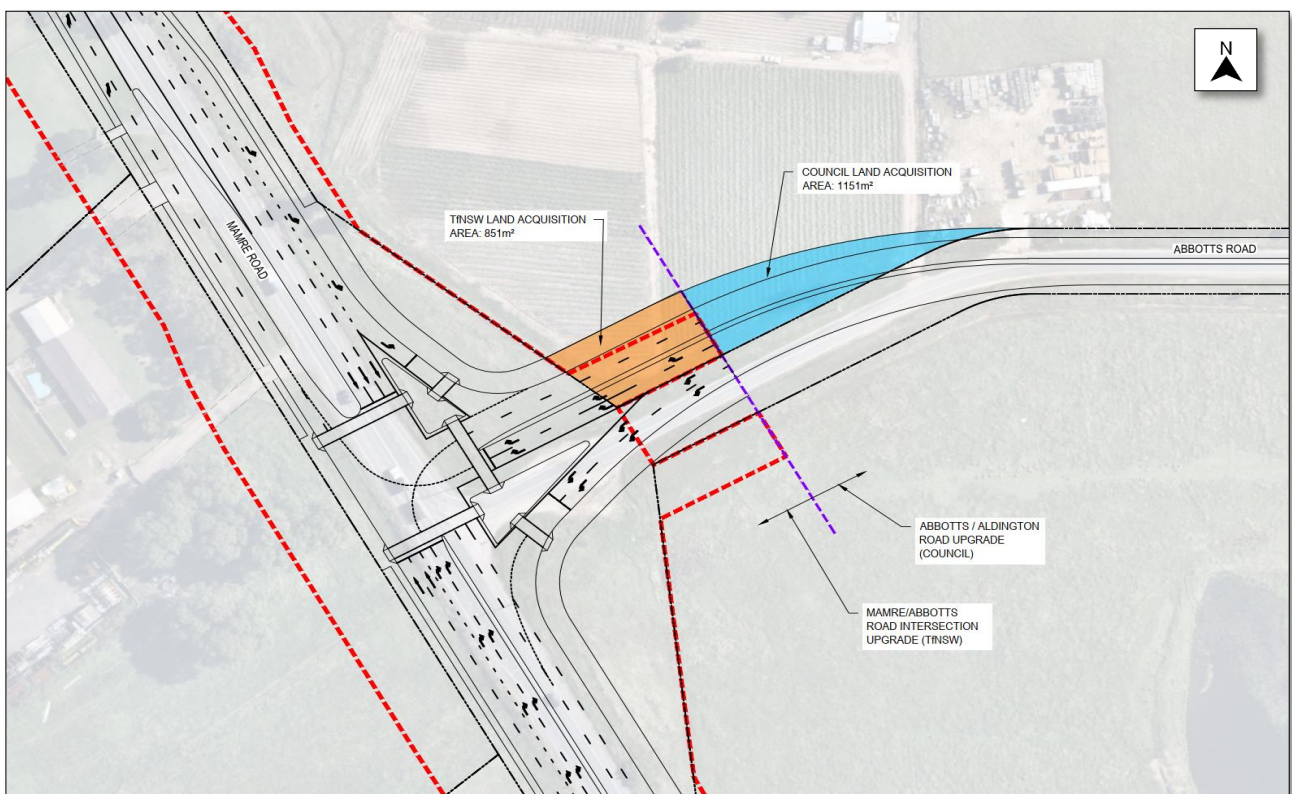 N
COUNCIL LAND ACQUISITION
AREA: 1151m²
TfNSW LAND ACQUISITION
AREA: 851m²
MAMRE ROAD
ABBOTTS ROAD
ABBOTTS / ALDINGTON
ROAD UPGRADE
(COUNCIL)
MAMRE/ABBOTTS
ROAD INTERSECTION
UPGRADE (TfNSW)